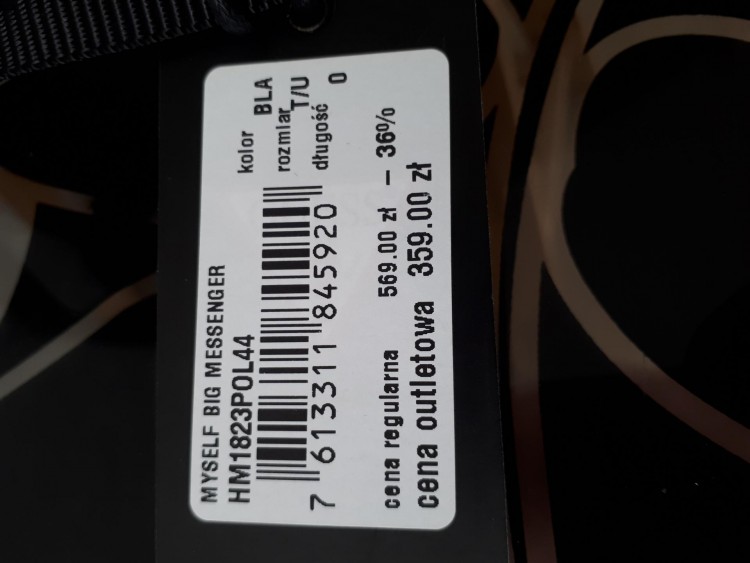 MYSELF BIG MESSENGER
HM1823POL44
kolor BLA
rozmiar T/U
długość 0
7 613311 845920
cena regularna 569.00 zł - 36%
cena outletowa 359.00 zł